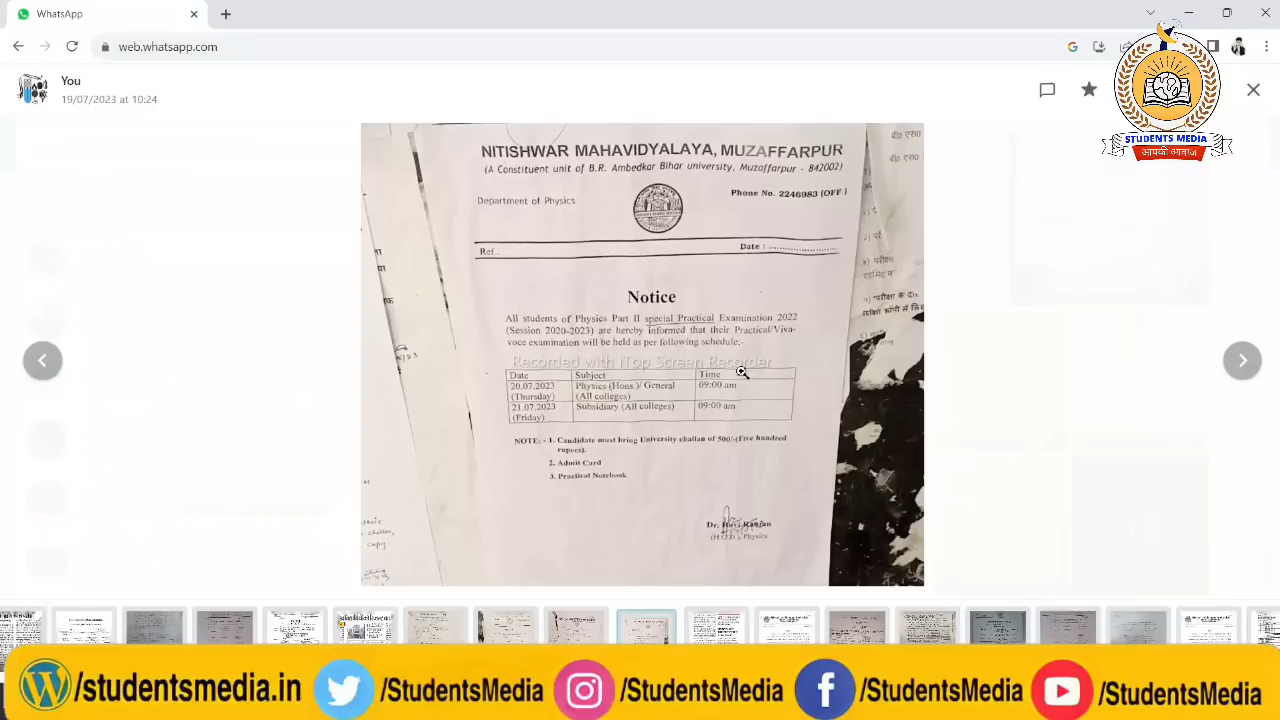 WhatsApp
web.whatsapp.com
You
19/07/2023 at 10:24
STUDENTS MEDIA
आपकी आवाज
NITISHWAR MAHAVIDYALAYA, MUZAFFARPUR
(A Constituent unit of B.R. Ambedkar Bihar university, Muzaffarpur - 842002)
Department of Physics
Phone No. 2246983 (OFF.)
Ref..
Date : ......................
Notice
All students of Physics Part II special Practical Examination 2022
(Session 2020-2023) are hereby informed that their Practical/Viva-
voce examination will be held as per following schedule:-
Recorded with iTop Screen Recorder
Date Subject Time
20.07.2023 Physics (Hons.)/ General 09:00 am
(Thursday) (All colleges)
21.07.2023 Subsidiary (All colleges) 09:00 am
(Friday)
NOTE: - 1. Candidate must bring University challan of 500/-(Five hundred
rupees).
2. Admit Card
3. Practical Notebook
Dr. Ranjan
(H.O.D.), Physics
/studentsmedia.in
/StudentsMedia
/StudentsMedia
/StudentsMedia
/StudentsMedia